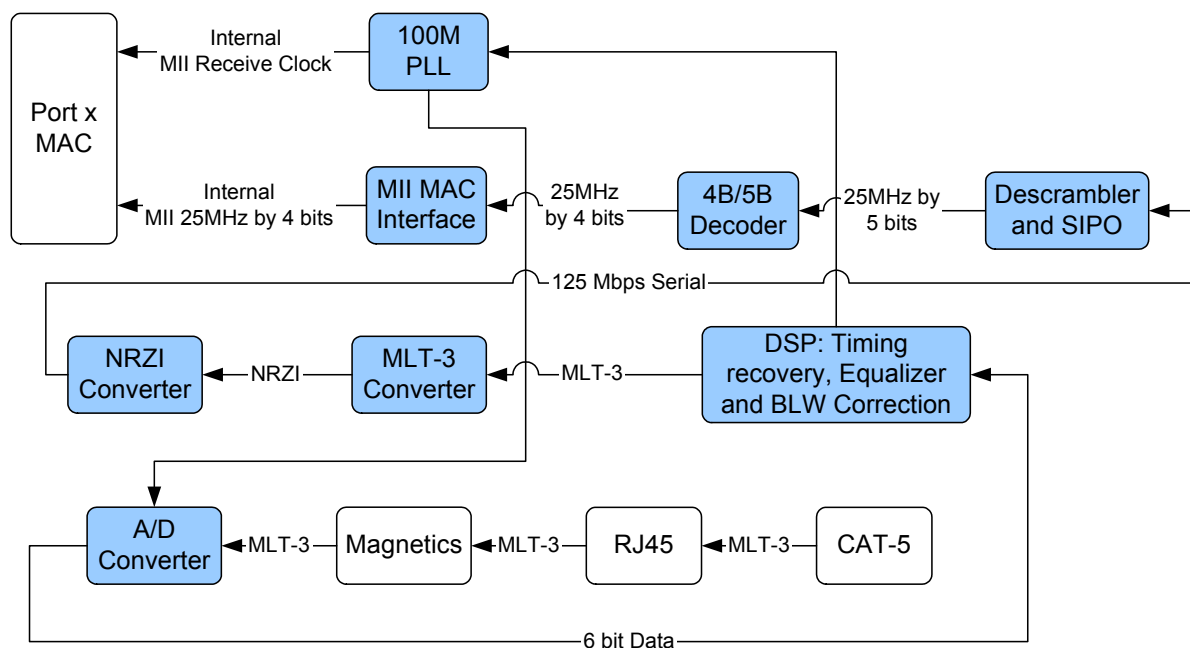 Port x
MAC
Internal
MII Receive Clock
100M
PLL
Internal
MII 25MHz by 4 bits
MII MAC
Interface
25MHz
by 4 bits
4B/5B
Decoder
25MHz by
5 bits
Descrambler
and SIPO
125 Mbps Serial
NRZI
Converter
NRZI
MLT-3
Converter
MLT-3
DSP: Timing
recovery, Equalizer
and BLW Correction
A/D
Converter
MLT-3
Magnetics
MLT-3
RJ45
MLT-3
CAT-5
6 bit Data